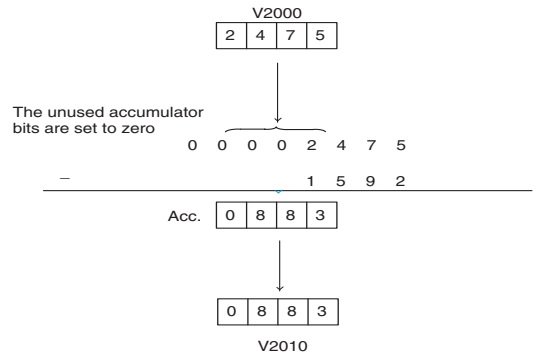 V2000
2 4 7 5
The unused accumulator
bits are set to zero
0 0 0 0 2 4 7 5
− 1 5 9 2
Acc. 0 8 8 3
0 8 8 3
V2010